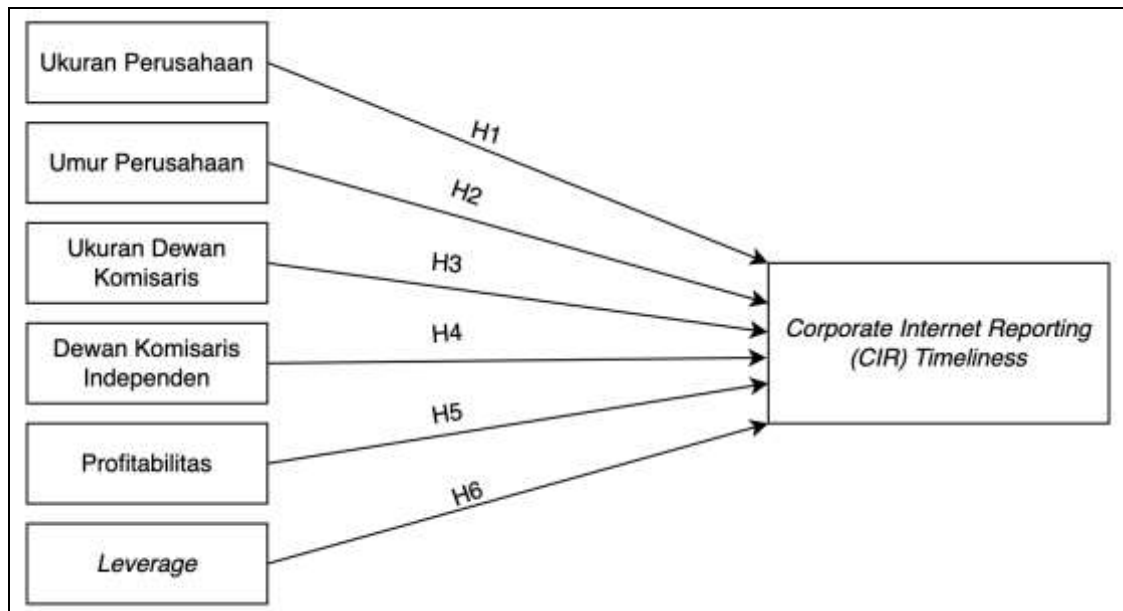 Ukuran Perusahaan
H1
Umur Perusahaan
H2
Ukuran Dewan
Komisaris
H3
Dewan Komisaris
Independen
H4
Profitabilitas
H5
Leverage
H6
Corporate Internet Reporting
(CIR) Timeliness